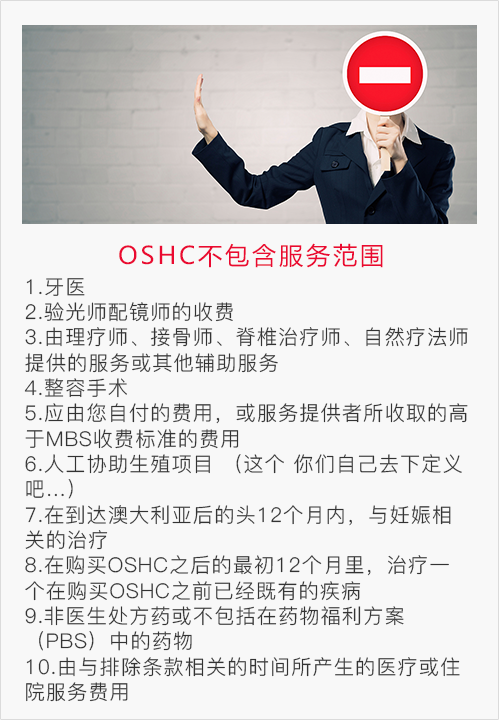 OSHC不包含服务范围
1.牙医
2.验光师配镜师的收费
3.由理疗师、接骨师、脊椎治疗师、自然疗法师
提供的服务或其他辅助服务
4.整容手术
5.应由您自付的费用，或服务提供者所收取的高
于MBS收费标准的费用
6.人工协助生殖项目 （这个 你们自己去下定义
吧...）
7.在到达澳大利亚后的头12个月内，与妊娠相
关的治疗
8.在购买OSHC之后的最初12个月里，治疗一
个在购买OSHC之前已经既有的疾病
9.非医生处方药或不包括在药物福利方案
（PBS）中的药物
10.由与排除条款相关的时间所产生的医疗或住
院服务费用